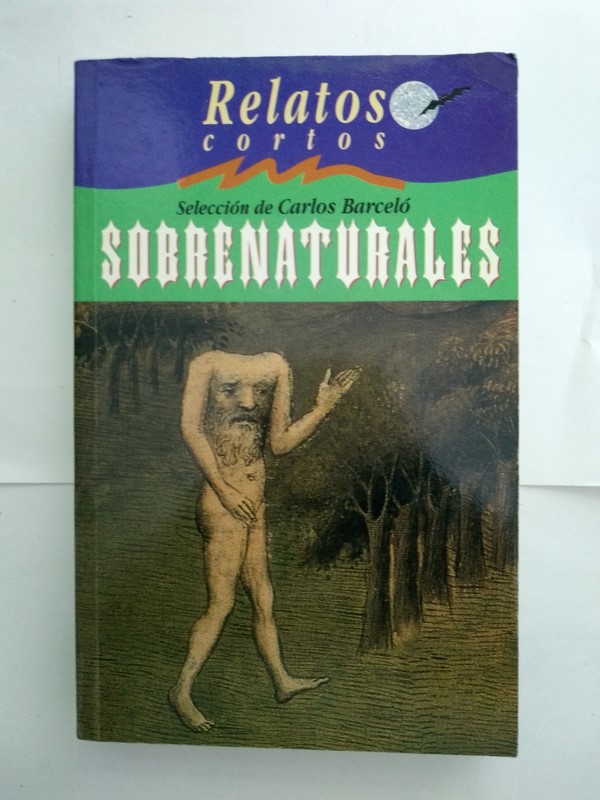 Relatos
cortos
Selección de Carlos Barceló
SOBRENATURALES